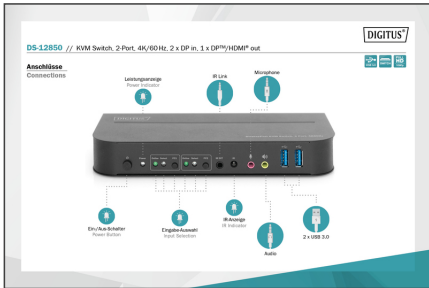 DIGITUS®
DS-12850 // KVM Switch, 2-Port, 4K/60 Hz, 2 x DP in, 1 x DP™/HDMI® out
Anschlüsse
Connections
Leistungsanzeige
Power Indicator
IR Link
Microphone
DIGITUS
Ein-/Aus-Schalter
Power Button
Eingabe-Auswahl
Input Selection
IR-Anzeige
IR Indicator
Audio
2 x USB 3.0